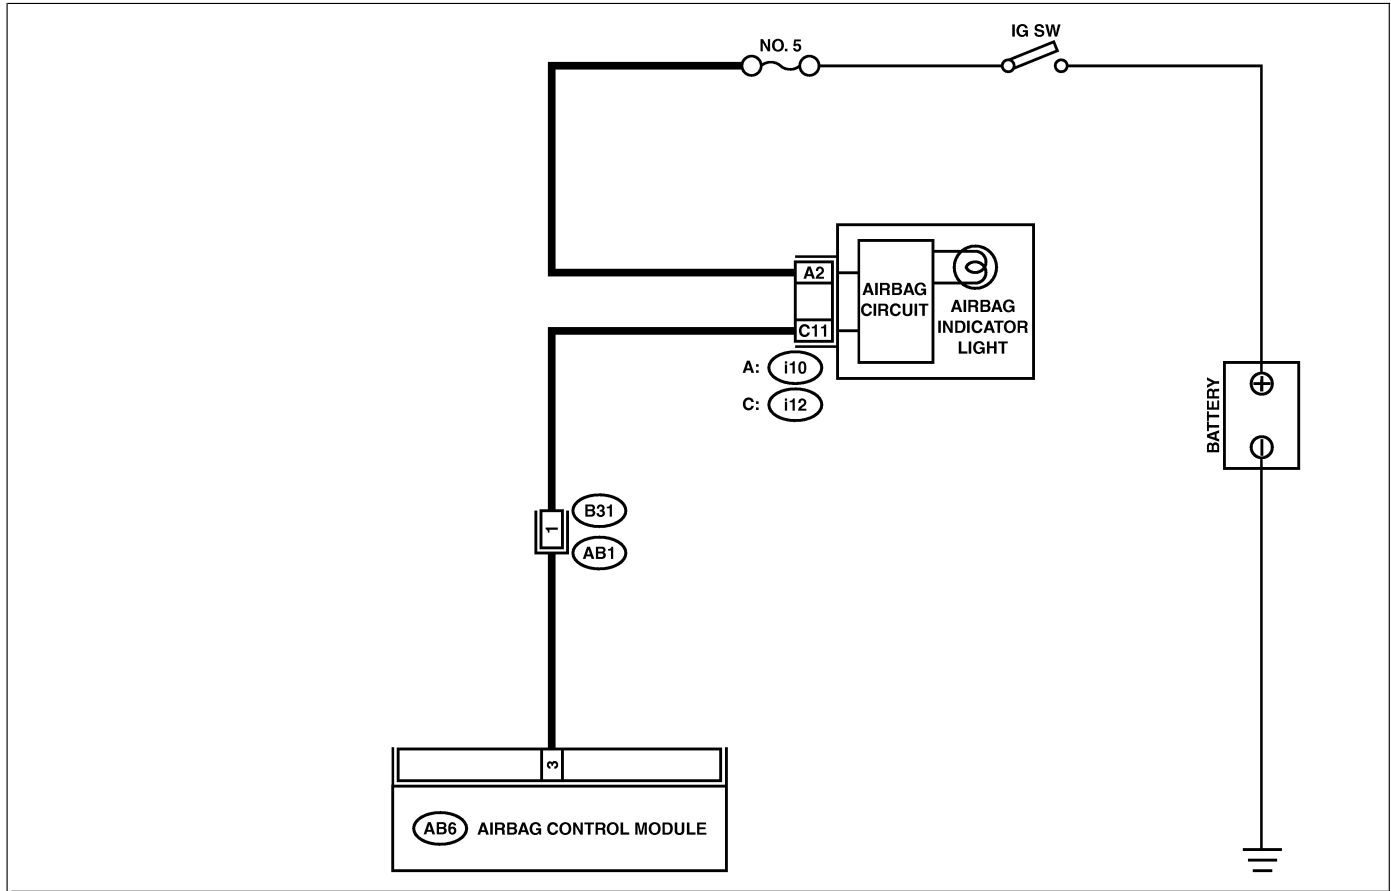 IG SW
NO. 5
A2
C11
AIRBAG
CIRCUIT
AIRBAG
INDICATOR
LIGHT
A: i10
C: i12
BATTERY
B31
1
AB1
3
AB6 AIRBAG CONTROL MODULE